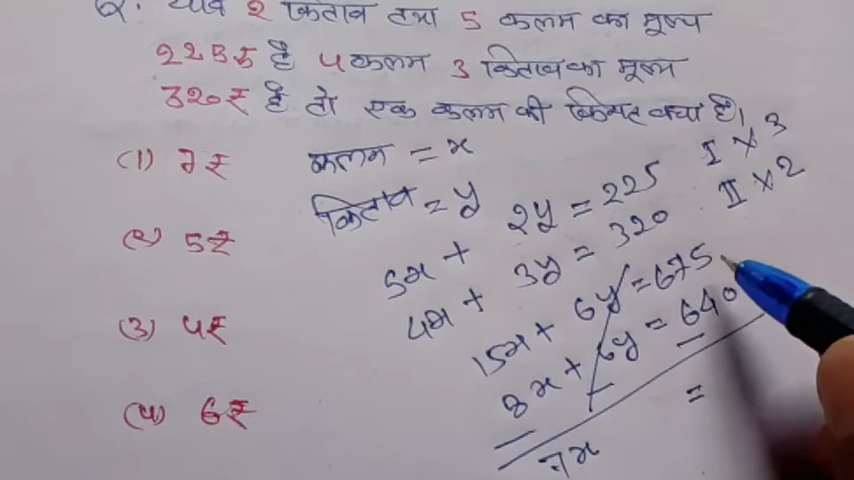 Q. यदि 2 किताब तथा 5 कलम का मूल्य
225₹ है 4 कलम 3 किताब का मूल्य
320₹ है तो एक कलम की किमत क्या है।
(1) 7₹
(2) 5₹
(3) 4₹
(4) 6₹
कलम = x
किताब = y
5x + 2y = 225 I × 3
4x + 3y = 320 II × 2
15x + 6y = 675
8x + 6y = 640
7x =